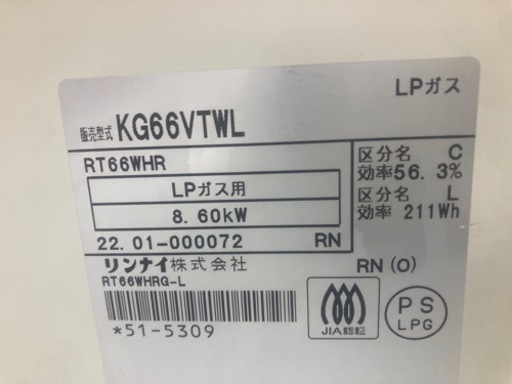 LPガス
販売型式 KG66VTWL
RT66WHR
LPガス用
8.60kW
22.01-000072 RN
区分名 C
効率56.3%
区分名 L
効率 211Wh
リンナイ株式会社 RN(O)
RT66WHRG-L
*51-5309
JIA認証
PS
LPG